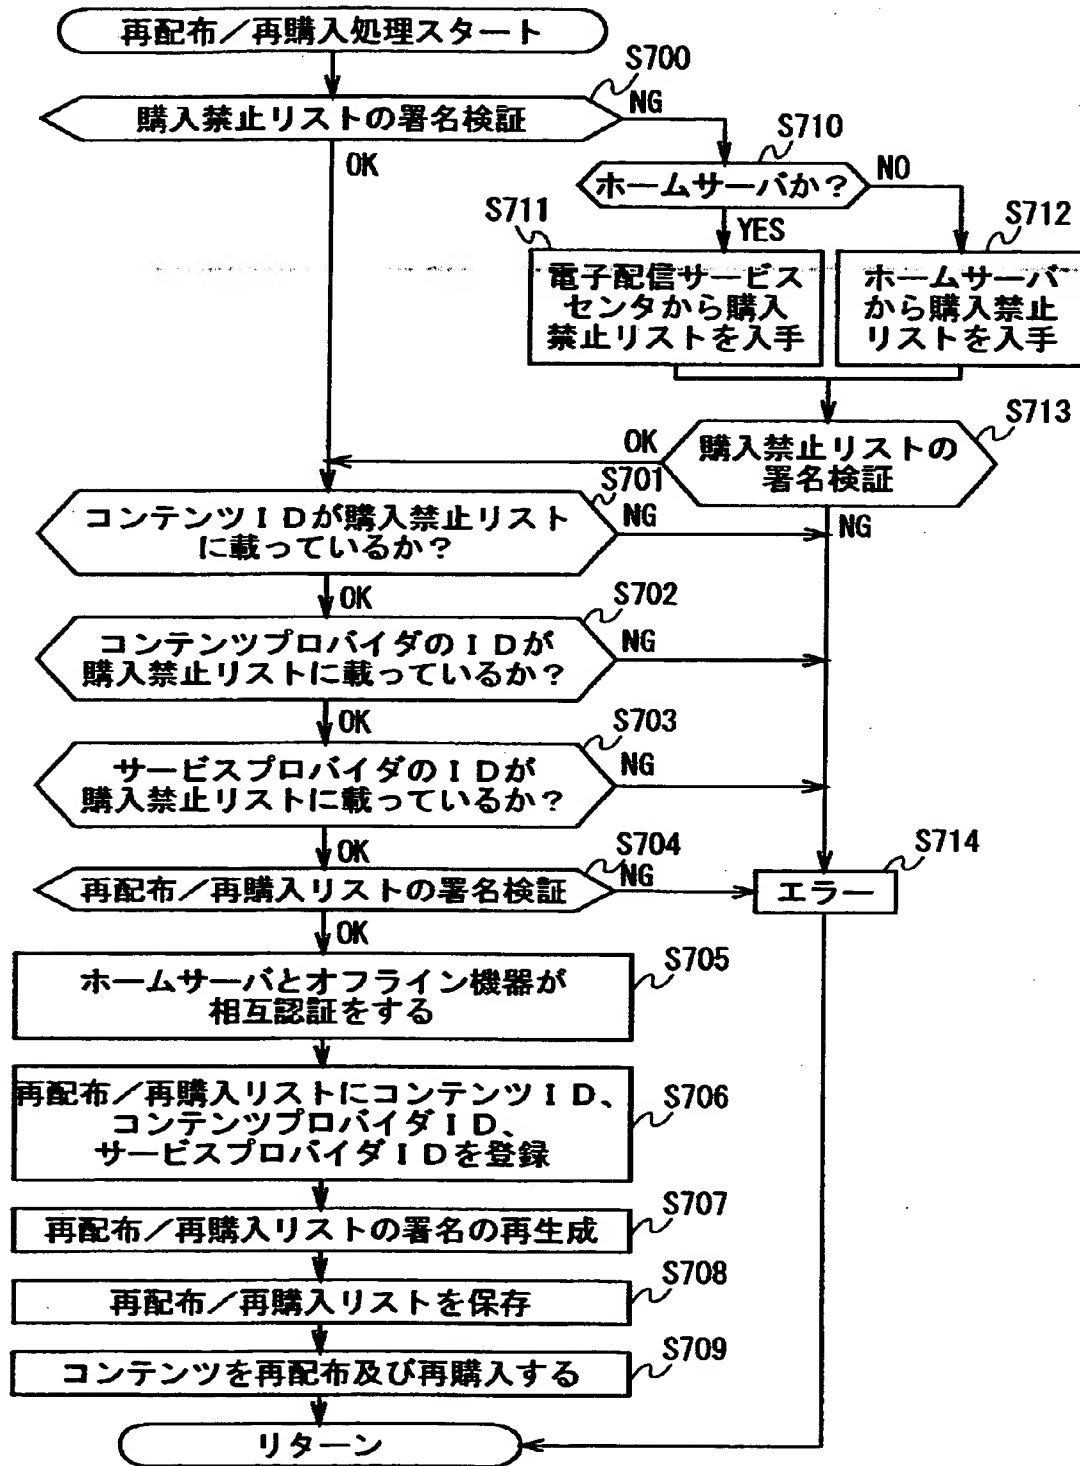 再配布／再購入処理スタート
S700
購入禁止リストの署名検証
NG
OK
S710
ホームサーバか？
NO
YES
S711
電子配信サービス
センタから購入
禁止リストを入手
S712
ホームサーバ
から購入禁止
リストを入手
S713
購入禁止リストの
署名検証
OK
NG
S701
コンテンツＩＤが購入禁止リスト
に載っているか？
NG
OK
S702
コンテンツプロバイダのＩＤが
購入禁止リストに載っているか？
NG
OK
S703
サービスプロバイダのＩＤが
購入禁止リストに載っているか？
NG
OK
S704
再配布／再購入リストの署名検証
NG
OK
S714
エラー
S705
ホームサーバとオフライン機器が
相互認証をする
S706
再配布／再購入リストにコンテンツＩＤ、
コンテンツプロバイダＩＤ、
サービスプロバイダＩＤを登録
S707
再配布／再購入リストの署名の再生成
S708
再配布／再購入リストを保存
S709
コンテンツを再配布及び再購入する
リターン